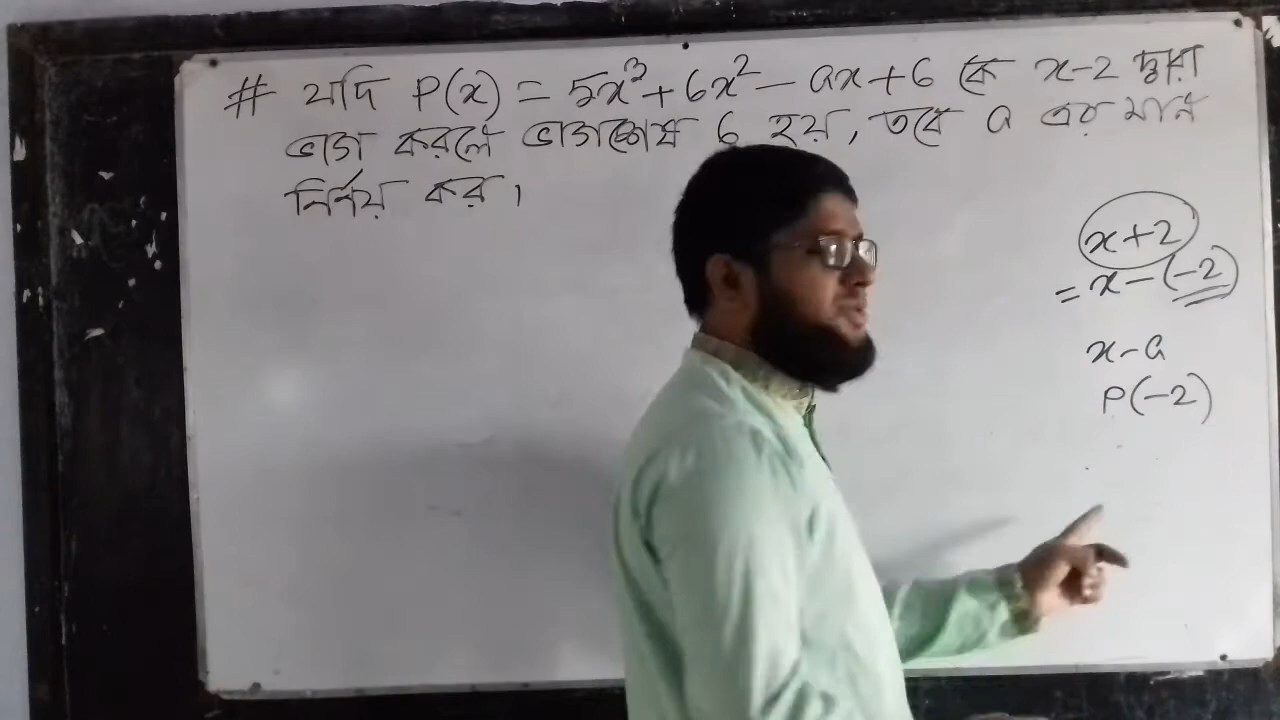 # যদি P(x) = 5x³+6x²-ax+6 কে x-2 দ্বারা
ভাগ করলে ভাগশেষ 6 হয়, তবে a এর মান
নির্ণয় কর।
x+2
= x-(-2)
x-a
P(-2)